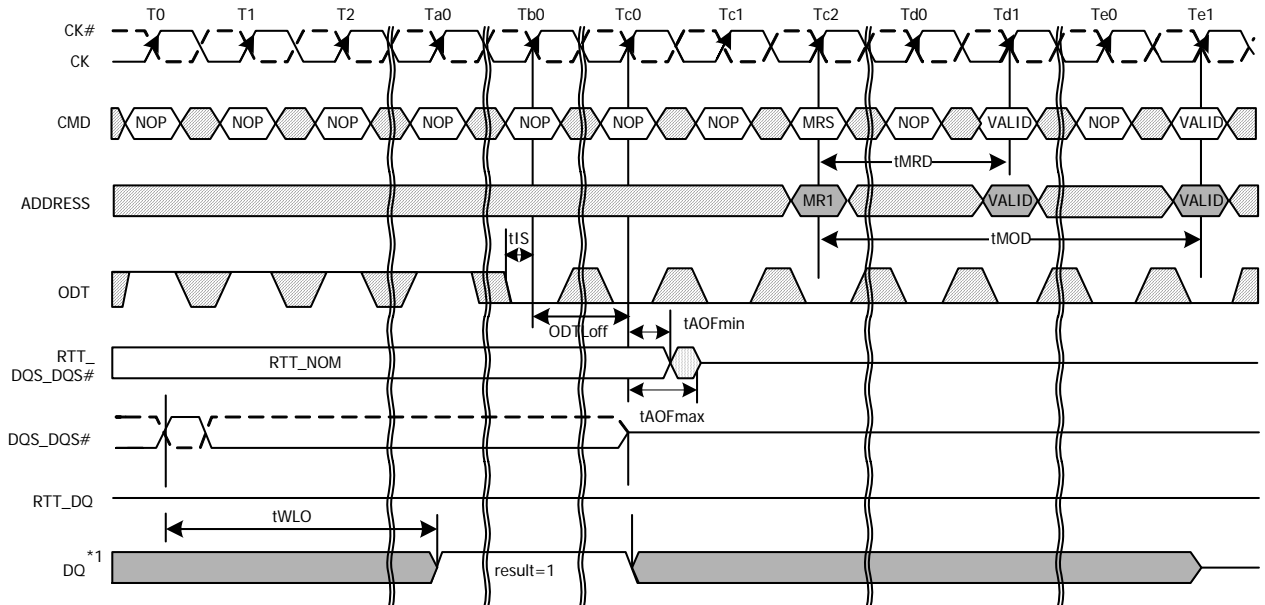 T0 T1 T2 Ta0 Tb0 Tc0 Tc1 Tc2 Td0 Td1 Te0 Te1
CK#
CK
CMD NOP NOP NOP NOP NOP NOP NOP MRS NOP VALID NOP VALID
tMRD
ADDRESS MR1 VALID VALID
tIS tMOD
ODT
ODTLoff tAOFmin
RTT_
DQS_DQS# RTT_NOM
tAOFmax
DQS_DQS#
RTT_DQ
tWLO
DQ*1 result=1